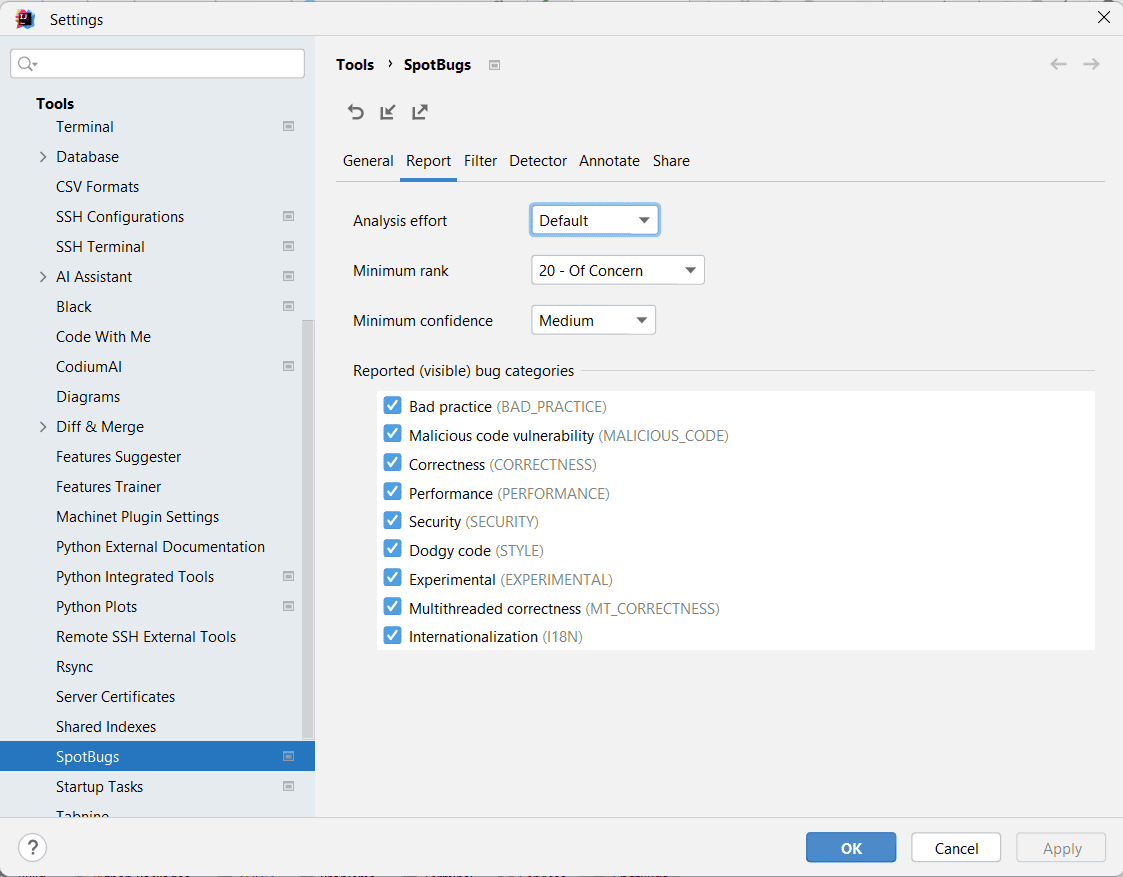 Settings
Tools
Terminal
Database
CSV Formats
SSH Configurations
SSH Terminal
AI Assistant
Black
Code With Me
CodiumAI
Diagrams
Diff & Merge
Features Suggester
Features Trainer
Machinet Plugin Settings
Python External Documentation
Python Integrated Tools
Python Plots
Remote SSH External Tools
Rsync
Server Certificates
Shared Indexes
SpotBugs
Startup Tasks
Tabnine
Tools › SpotBugs
General Report Filter Detector Annotate Share
Analysis effort Default
Minimum rank 20 - Of Concern
Minimum confidence Medium
Reported (visible) bug categories
Bad practice (BAD_PRACTICE)
Malicious code vulnerability (MALICIOUS_CODE)
Correctness (CORRECTNESS)
Performance (PERFORMANCE)
Security (SECURITY)
Dodgy code (STYLE)
Experimental (EXPERIMENTAL)
Multithreaded correctness (MT_CORRECTNESS)
Internationalization (I18N)
? OK Cancel Apply